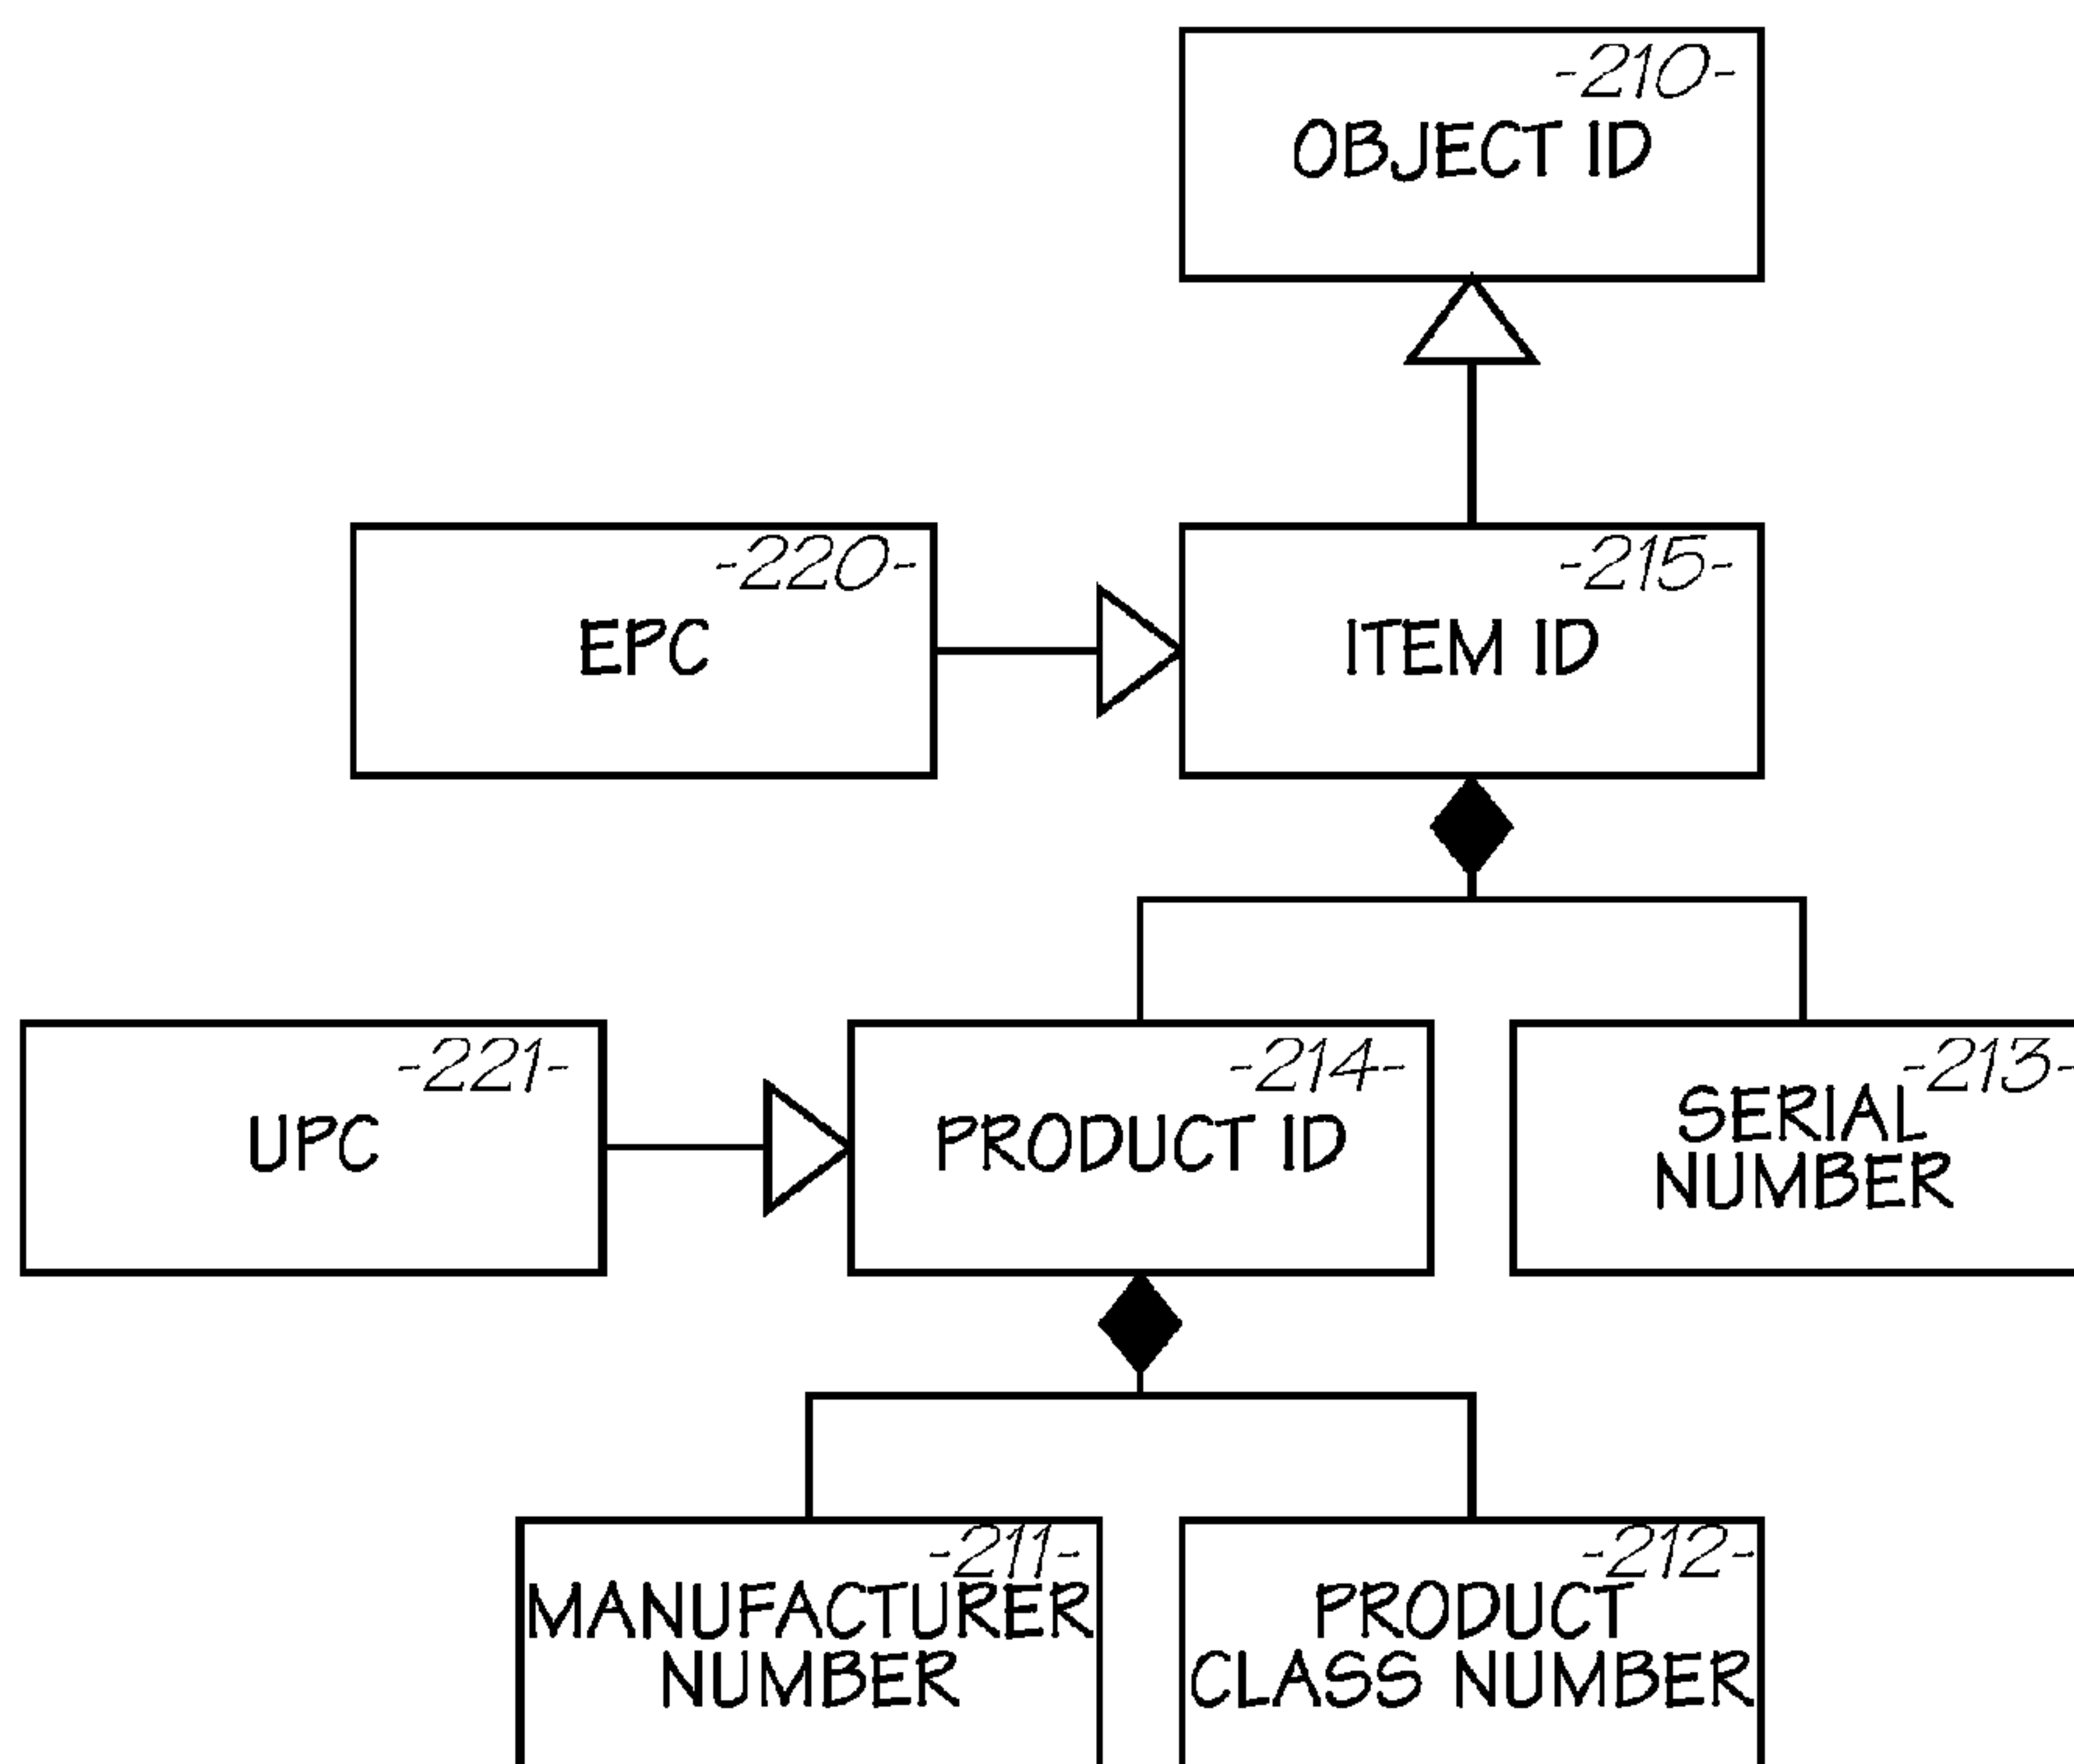 -210-
OBJECT ID
-220-
EPC
-215-
ITEM ID
-221-
UPC
-214-
PRODUCT ID
-213-
SERIAL
NUMBER
-211-
MANUFACTURER
NUMBER
-212-
PRODUCT
CLASS NUMBER